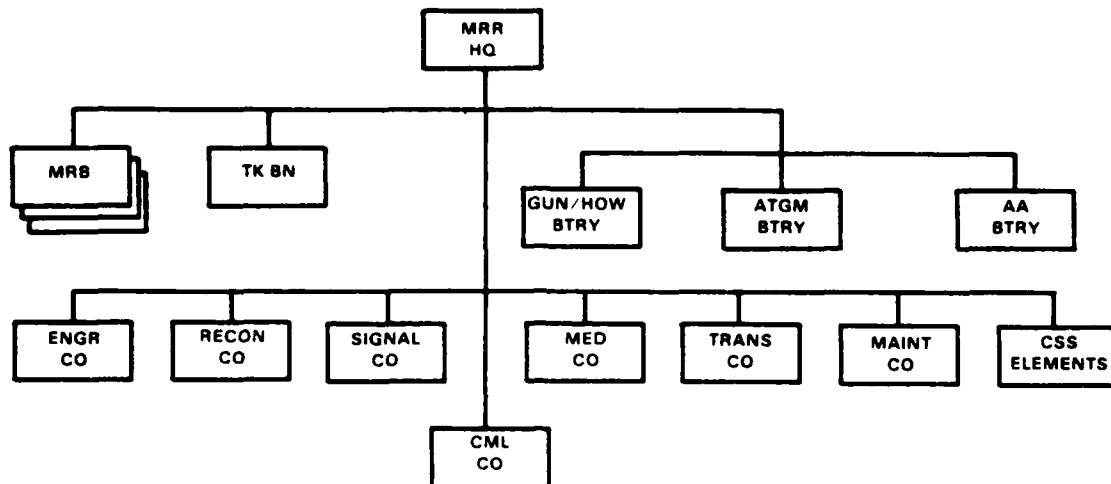 MRR
HQ
MRB
TK BN
GUN/HOW
BTRY
ATGM
BTRY
AA
BTRY
ENGR
CO
RECON
CO
SIGNAL
CO
MED
CO
TRANS
CO
MAINT
CO
CSS
ELEMENTS
CML
CO